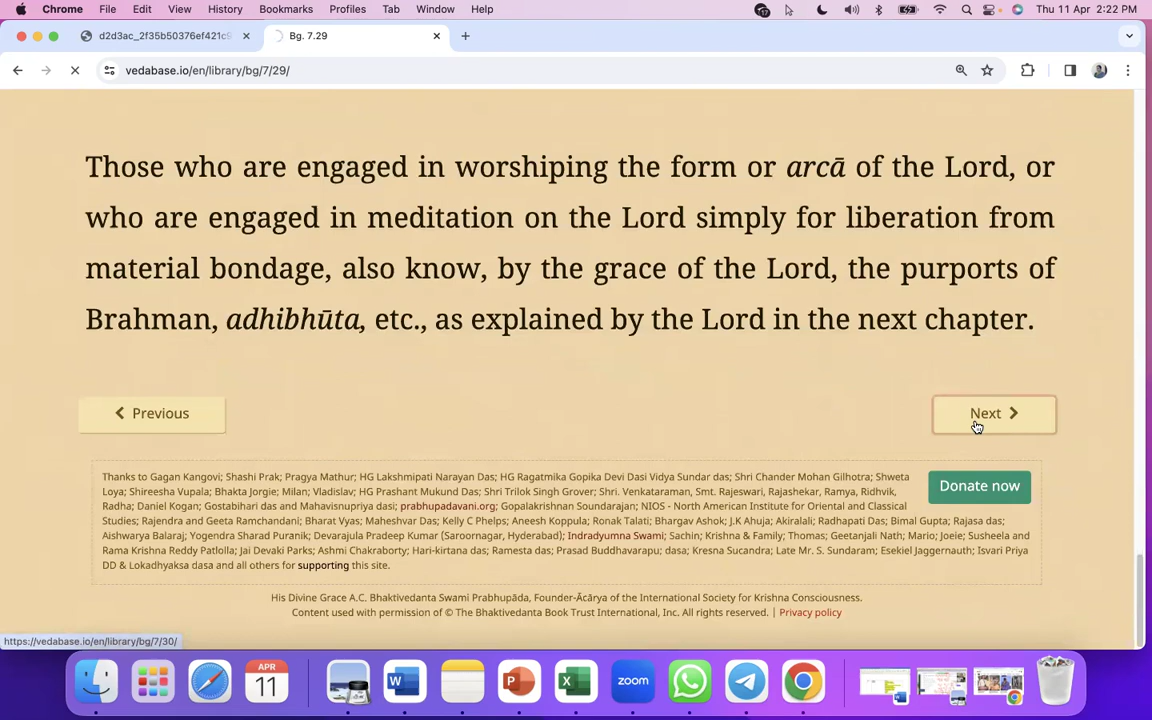 Chrome File Edit View History Bookmarks Profiles Tab Window Help 17 Thu 11 Apr 2:22 PM
d2d3ac_2f35b50376ef421c9 Bg. 7.29
vedabase.io/en/library/bg/7/29/
Those who are engaged in worshiping the form or arcā of the Lord, or
who are engaged in meditation on the Lord simply for liberation from
material bondage, also know, by the grace of the Lord, the purports of
Brahman, adhibhūta, etc., as explained by the Lord in the next chapter.
Previous Next
Thanks to Gagan Kangovi; Shashi Prak; Pragya Mathur; HG Lakshmipati Narayan Das; HG Ragatmika Gopika Devi Dasi Vidya Sundar das; Shri Chander Mohan Gilhotra; Shweta
Loya; Shireesha Vupala; Bhakta Jorgie; Milan; Vladislav; HG Prashant Mukund Das; Shri Trilok Singh Grover; Shri. Venkataraman, Smt. Rajeswari, Rajashekar, Ramya, Ridhvik,
Radha; Daniel Kogan; Gostabihari das and Mahavisnupriya dasi; prabhupadavani.org; Gopalakrishnan Soundarajan; NIOS - North American Institute for Oriental and Classical
Studies; Rajendra and Geeta Ramchandani; Bharat Vyas; Maheshvar Das; Kelly C Phelps; Aneesh Koppula; Ronak Talati; Bhargav Ashok; J.K Ahuja; Akiralali; Radhapati Das; Bimal Gupta; Rajasa das;
Aishwarya Balaraj; Yogendra Sharad Puranik; Devarajula Pradeep Kumar (Saroornagar, Hyderabad); Indradyumna Swami; Sachin; Krishna & Family; Thomas; Geetanjali Nath; Mario; Joeie; Susheela and
Rama Krishna Reddy Patlolla; Jai Devaki Parks; Ashmi Chakraborty; Hari-kirtana das; Ramesta das; Prasad Buddhavarapu; dasa; Kresna Sucandra; Late Mr. S. Sundaram; Esekiel Jaggernauth; Isvari Priya
DD & Lokadhyaksa dasa and all others for supporting this site.
Donate now
His Divine Grace A.C. Bhaktivedanta Swami Prabhupāda, Founder-Ācārya of the International Society for Krishna Consciousness.
Content used with permission of © The Bhaktivedanta Book Trust International, Inc. All rights reserved. | Privacy policy
https://vedabase.io/en/library/bg/7/30/
APR
11
W P X zoom